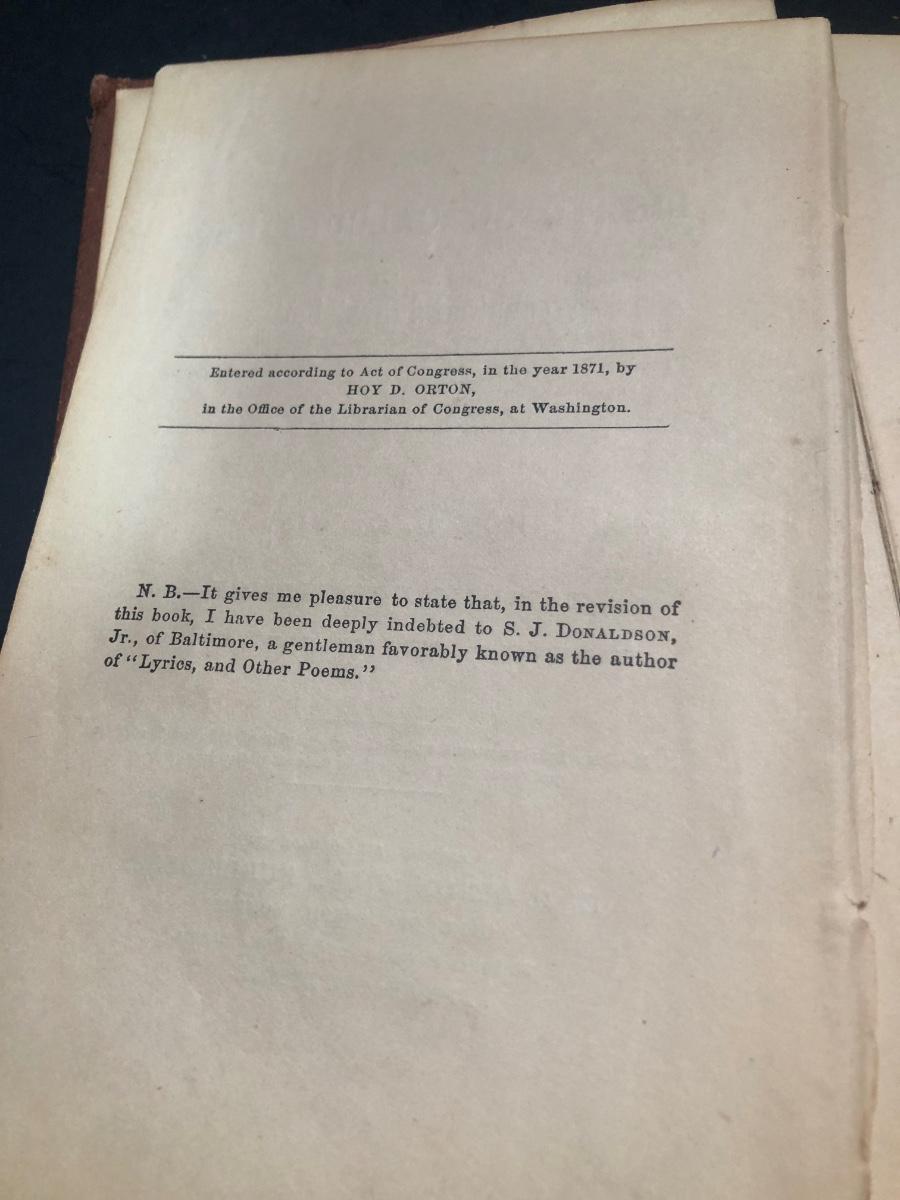 Entered according to Act of Congress, in the year 1871, by
HOY D. ORTON,
in the Office of the Librarian of Congress, at Washington.
N. B.—It gives me pleasure to state that, in the revision of
this book, I have been deeply indebted to S. J. DONALDSON,
Jr., of Baltimore, a gentleman favorably known as the author
of “Lyrics, and Other Poems.”